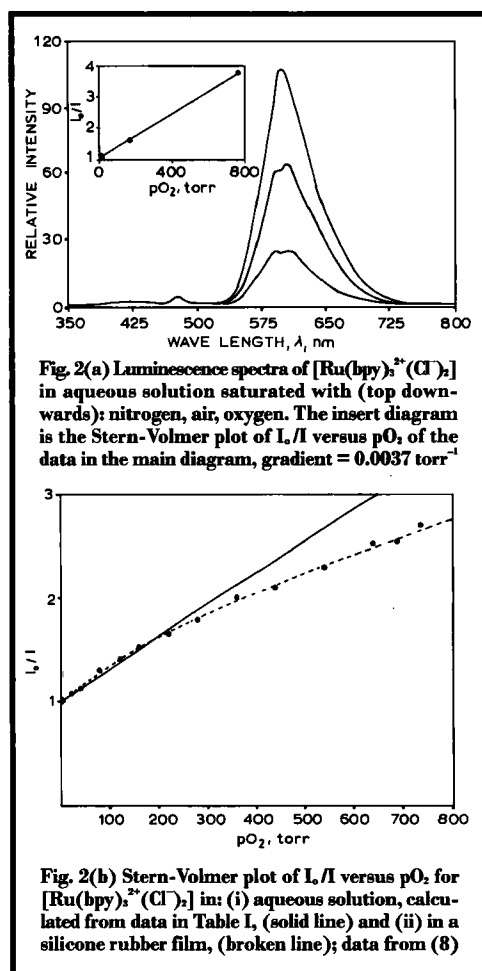 120
90
60
30
0
RELATIVE INTENSITY
4
3
2
1
I₀/I
0 400 800
pO₂, torr
350 425 500 575 650 725 800
WAVE LENGTH, λ, nm
Fig. 2(a) Luminescence spectra of [Ru(bpy)₃²⁺(Cl⁻)₂]
in aqueous solution saturated with (top down-
wards): nitrogen, air, oxygen. The insert diagram
is the Stern-Volmer plot of I₀/I versus pO₂ of the
data in the main diagram, gradient = 0.0037 torr⁻¹
3
2
1
I₀/I
100 200 300 400 500 600 700 800
pO₂, torr
Fig. 2(b) Stern-Volmer plot of I₀/I versus pO₂ for
[Ru(bpy)₃²⁺(Cl⁻)₂] in: (i) aqueous solution, calcu-
lated from data in Table I, (solid line) and (ii) in a
silicone rubber film, (broken line); data from (8)